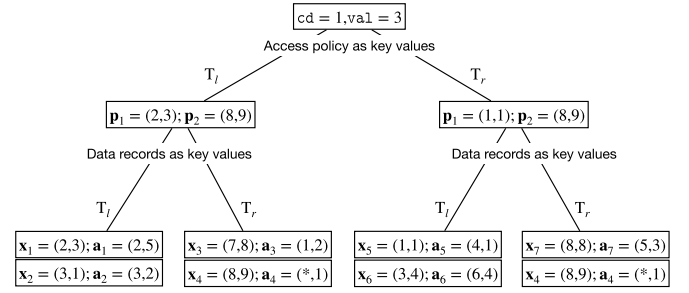 cd = 1,val = 3
Access policy as key values
T_l T_r
p_1 = (2,3); p_2 = (8,9) p_1 = (1,1); p_2 = (8,9)
Data records as key values Data records as key values
T_l T_r T_l T_r
x_1 = (2,3); a_1 = (2,5) x_3 = (7,8); a_3 = (1,2) x_5 = (1,1); a_5 = (4,1) x_7 = (8,8); a_7 = (5,3)
x_2 = (3,1); a_2 = (3,2) x_4 = (8,9); a_4 = (*,1) x_6 = (3,4); a_6 = (6,4) x_4 = (8,9); a_4 = (*,1)